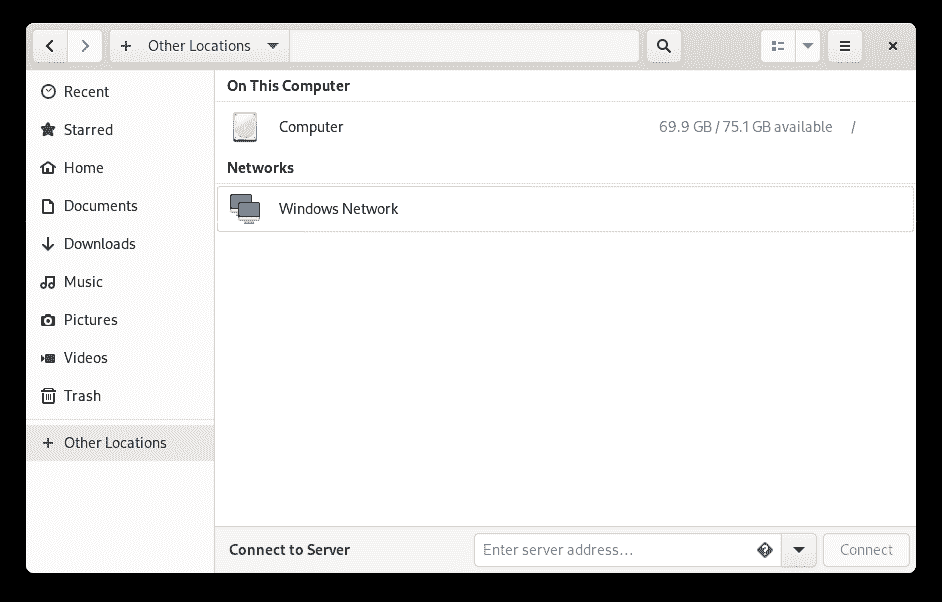 Other Locations
Recent
Starred
Home
Documents
Downloads
Music
Pictures
Videos
Trash
Other Locations
On This Computer
Computer 69.9 GB / 75.1 GB available /
Networks
Windows Network
Connect to Server Enter server address… Connect